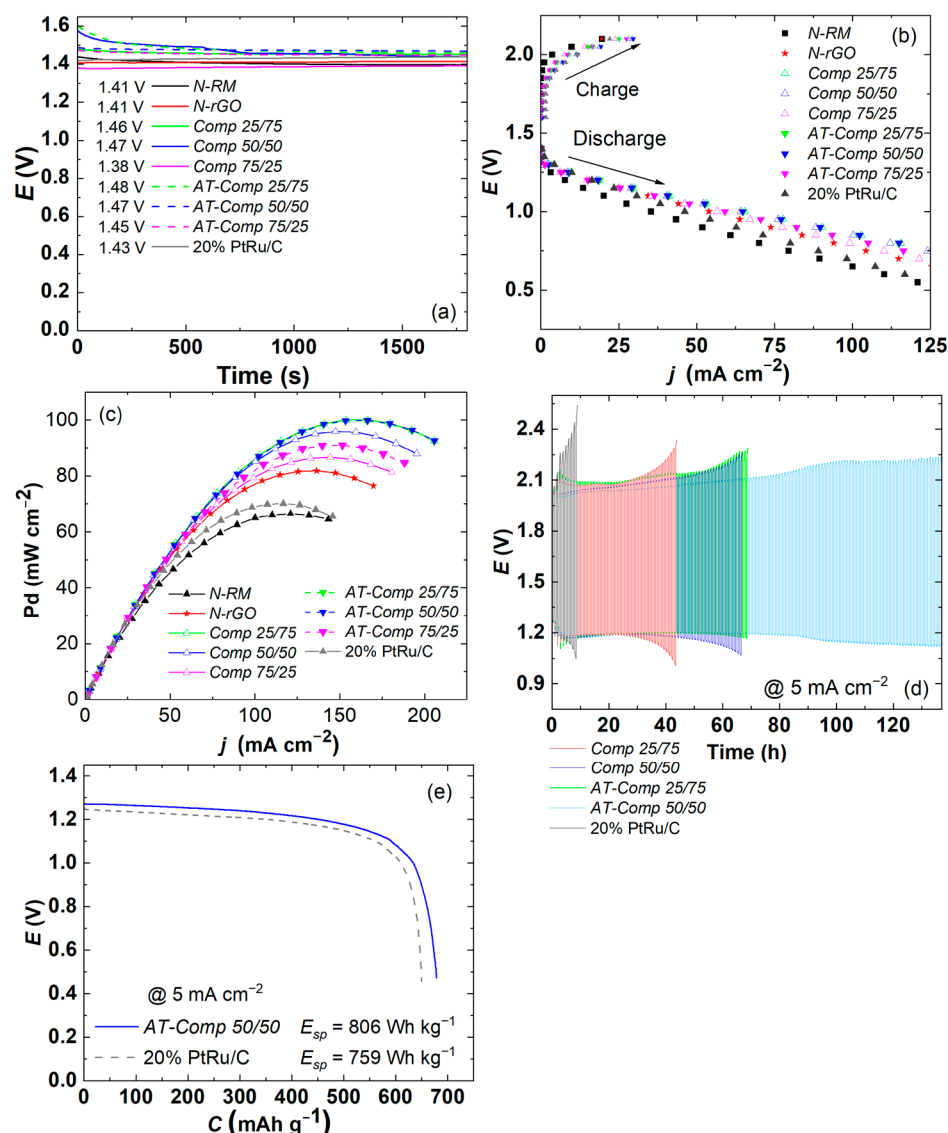 1.6
1.4
1.2
1.0
0.8
0.6
0.4
0.2
0.0
E (V)
1.41 V N-RM
1.41 V N-rGO
1.46 V Comp 25/75
1.47 V Comp 50/50
1.38 V Comp 75/25
1.48 V AT-Comp 25/75
1.47 V AT-Comp 50/50
1.45 V AT-Comp 75/25
1.43 V 20% PtRu/C
(a)
0 500 1000 1500
Time (s)
2.0
1.5
1.0
0.5
E (V)
Charge
Discharge
(b)
N-RM
N-rGO
Comp 25/75
Comp 50/50
Comp 75/25
AT-Comp 25/75
AT-Comp 50/50
AT-Comp 75/25
20% PtRu/C
0 25 50 75 100 125
j (mA cm⁻²)
(c)
100
80
60
40
20
0
Pd (mW cm⁻²)
N-RM
N-rGO
Comp 25/75
Comp 50/50
Comp 75/25
AT-Comp 25/75
AT-Comp 50/50
AT-Comp 75/25
20% PtRu/C
0 50 100 150 200
j (mA cm⁻²)
2.4
2.1
1.8
1.5
1.2
0.9
E (V)
@ 5 mA cm⁻²
(d)
0 20 40 60 80 100 120
Time (h)
Comp 25/75
Comp 50/50
AT-Comp 25/75
AT-Comp 50/50
20% PtRu/C
(e)
1.4
1.2
1.0
0.8
0.6
0.4
0.2
0.0
E (V)
@ 5 mA cm⁻²
AT-Comp 50/50 Esp = 806 Wh kg⁻¹
20% PtRu/C Esp = 759 Wh kg⁻¹
0 100 200 300 400 500 600 700
C (mAh g⁻¹)